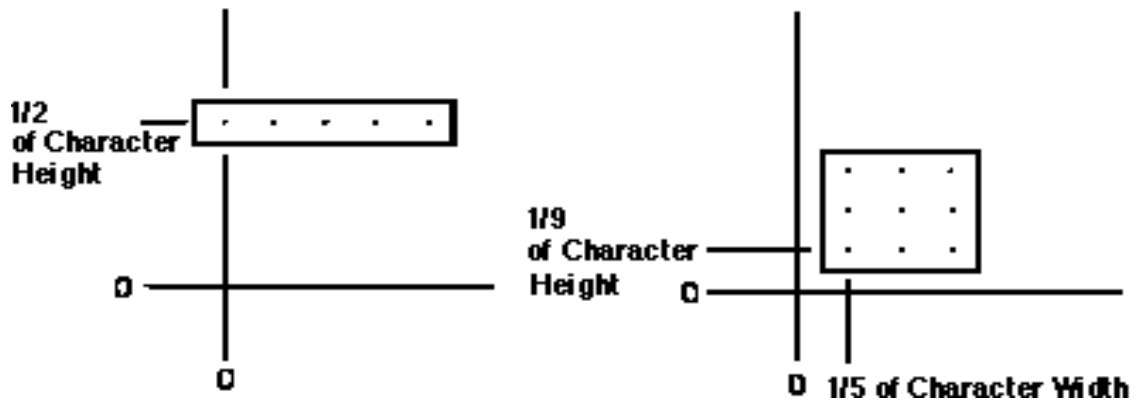 1/2
of Character
Height
0
0
1/9
of Character
Height
0
0
1/5 of Character Width